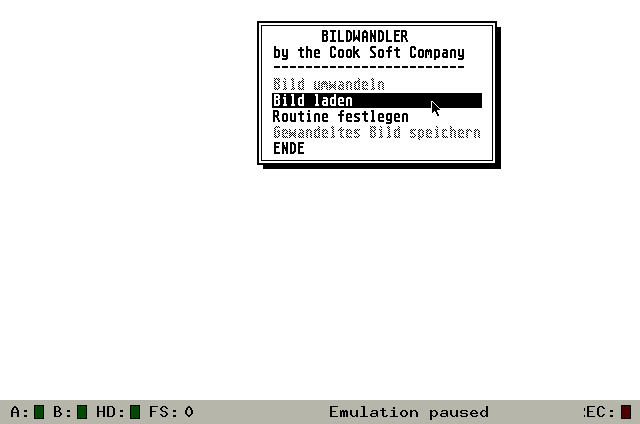 BILDWANDLER
by the Cook Soft Company
------------------------
Bild umwandeln
Bild laden
Routine festlegen
Gewandeltes Bild speichern
ENDE
A: B: HD: FS: 0 Emulation paused EC: